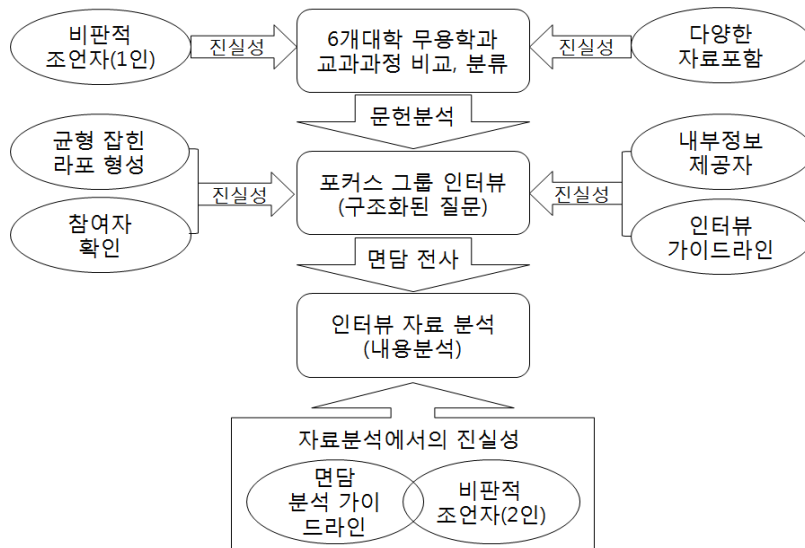 비판적
조언자(1인)
진실성
6개대학 무용학과
교과과정 비교, 분류
진실성
다양한
자료포함
문헌분석
균형 잡힌
라포 형성
참여자
확인
진실성
포커스 그룹 인터뷰
(구조화된 질문)
진실성
내부정보
제공자
인터뷰
가이드라인
면담 전사
인터뷰 자료 분석
(내용분석)
자료분석에서의 진실성
면담
분석 가이
드라인
비판적
조언자(2인)